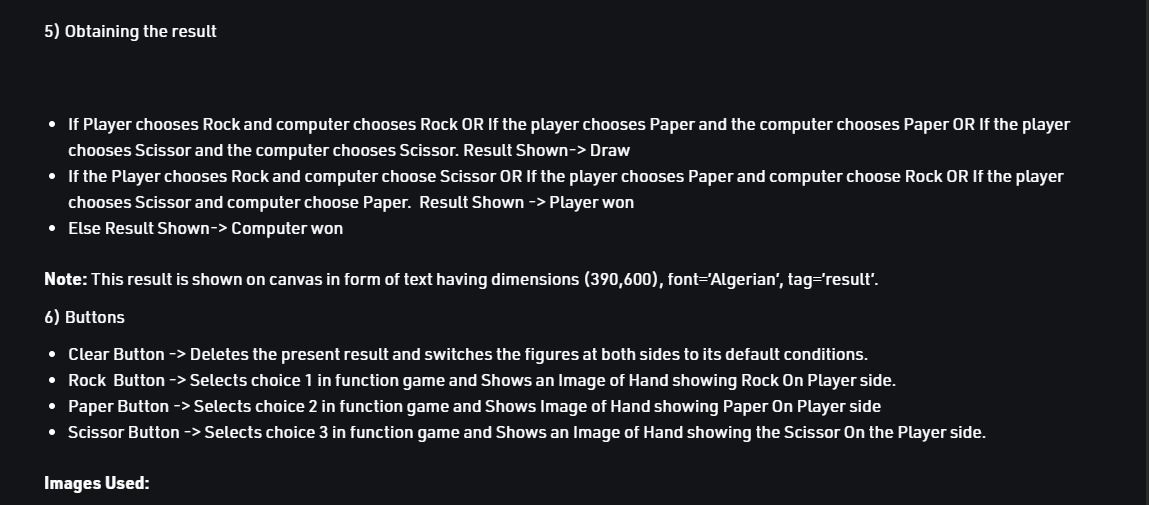 5) Obtaining the result
• If Player chooses Rock and computer chooses Rock OR If the player chooses Paper and the computer chooses Paper OR If the player
chooses Scissor and the computer chooses Scissor. Result Shown-> Draw
• If the Player chooses Rock and computer choose Scissor OR If the player chooses Paper and computer choose Rock OR If the player
chooses Scissor and computer choose Paper.  Result Shown -> Player won
• Else Result Shown-> Computer won
Note: This result is shown on canvas in form of text having dimensions (390,600), font=‘Algerian’, tag=‘result’.
6) Buttons
• Clear Button -> Deletes the present result and switches the figures at both sides to its default conditions.
• Rock  Button -> Selects choice 1 in function game and Shows an Image of Hand showing Rock On Player side.
• Paper Button -> Selects choice 2 in function game and Shows Image of Hand showing Paper On Player side
• Scissor Button -> Selects choice 3 in function game and Shows an Image of Hand showing the Scissor On the Player side.
Images Used: